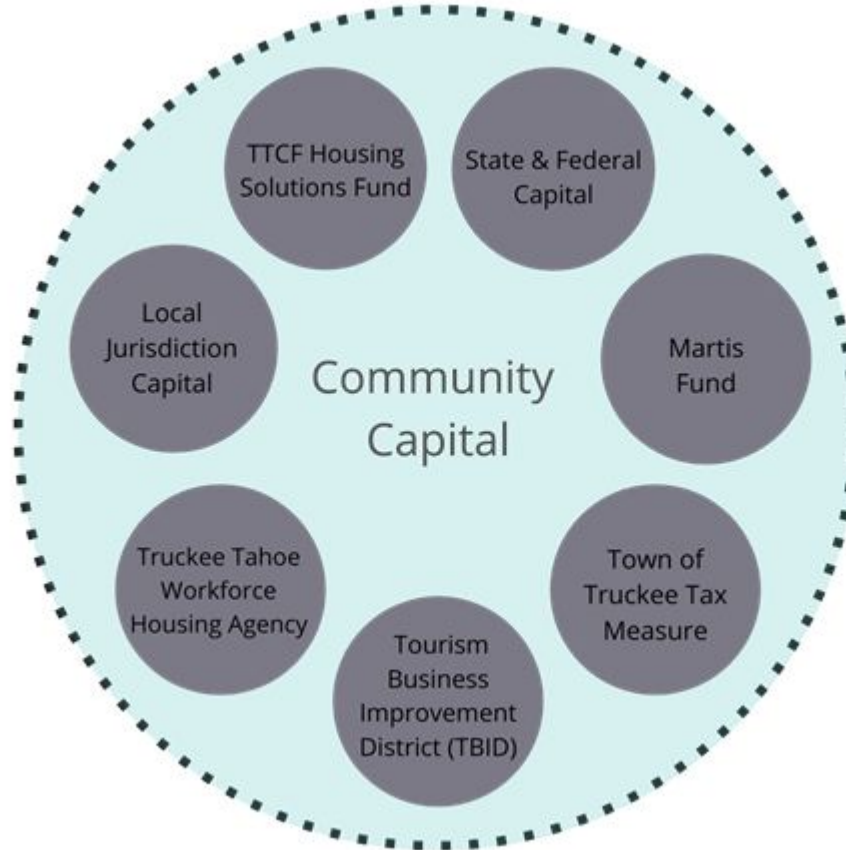 TTCF Housing
Solutions Fund
State & Federal
Capital
Local
Jurisdiction
Capital
Community
Capital
Martis
Fund
Truckee Tahoe
Workforce
Housing Agency
Town of
Truckee Tax
Measure
Tourism
Business
Improvement
District (TBID)